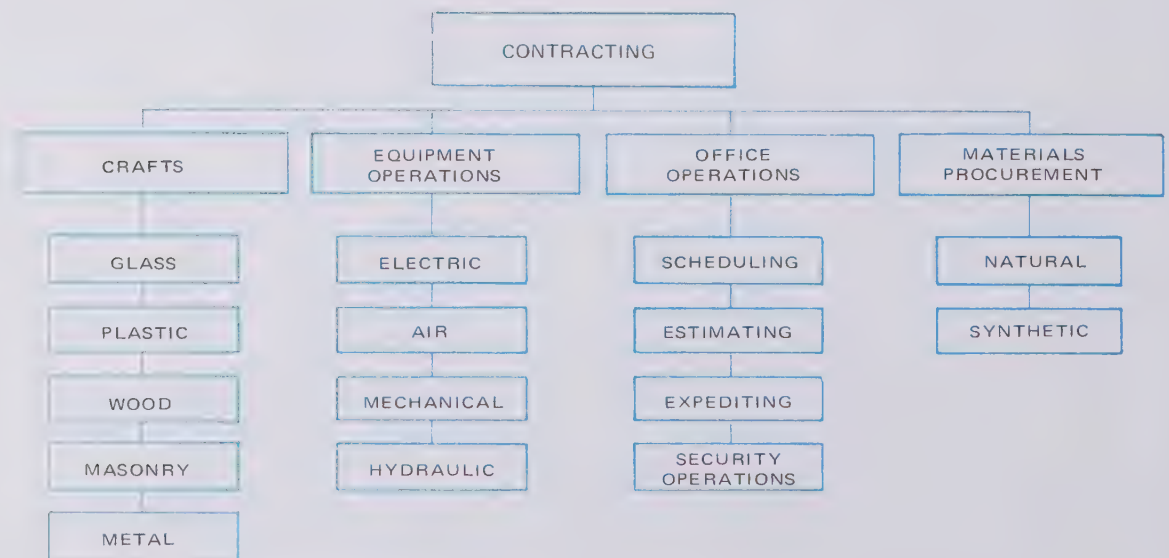 CONTRACTING
CRAFTS
EQUIPMENT
OPERATIONS
OFFICE
OPERATIONS
MATERIALS
PROCUREMENT
GLASS
PLASTIC
WOOD
MASONRY
METAL
ELECTRIC
AIR
MECHANICAL
HYDRAULIC
SCHEDULING
ESTIMATING
EXPEDITING
SECURITY
OPERATIONS
NATURAL
SYNTHETIC